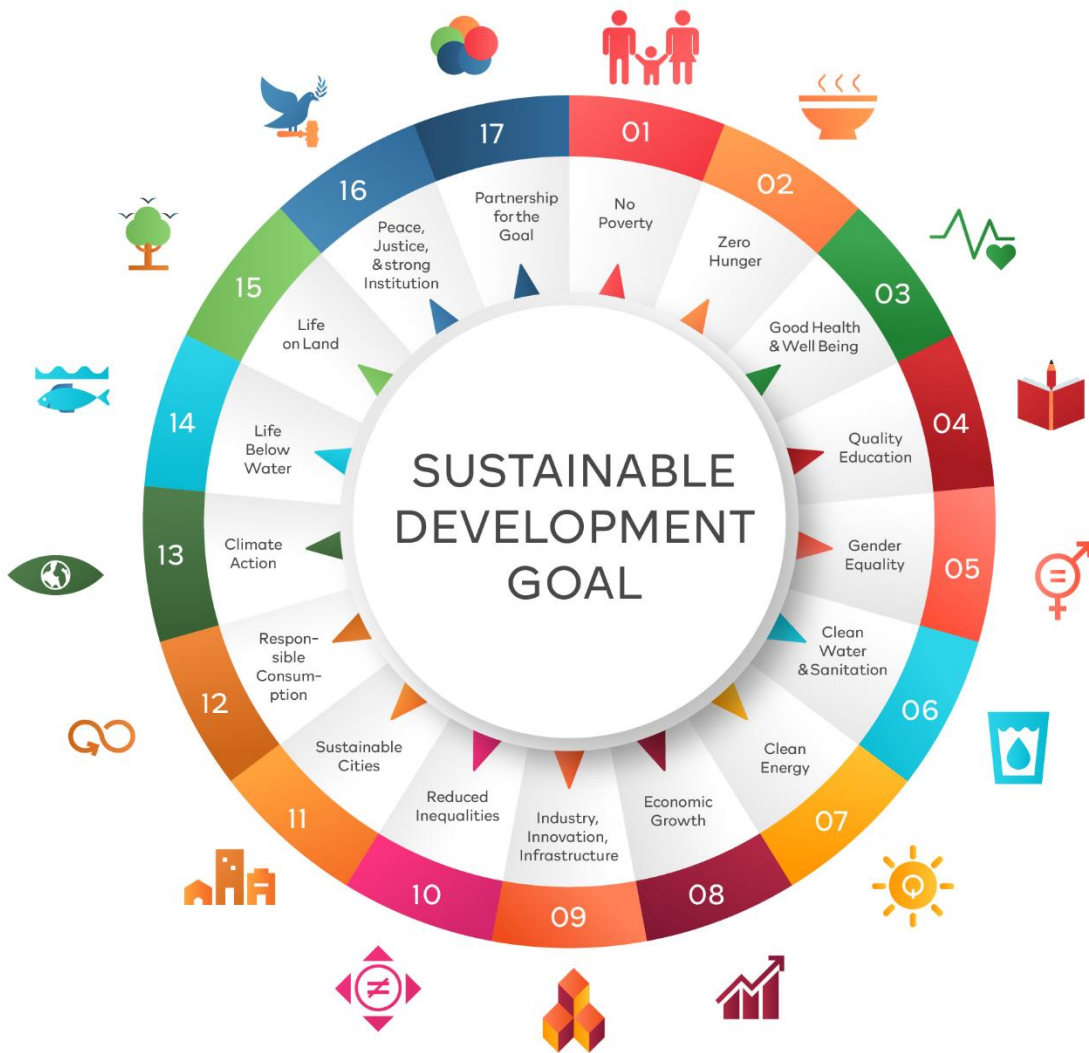 SUSTAINABLE
DEVELOPMENT
GOAL
01
No
Poverty
02
Zero
Hunger
03
Good Health
& Well Being
04
Quality
Education
05
Gender
Equality
06
Clean
Water
& Sanitation
07
Clean
Energy
08
Economic
Growth
09
Industry,
Innovation,
Infrastructure
10
Reduced
Inequalities
11
Sustainable
Cities
12
Respon-
sible
Consum-
ption
13
Climate
Action
14
Life
Below
Water
15
Life
on Land
16
Peace,
Justice,
& strong
Institution
17
Partnership
for the
Goal